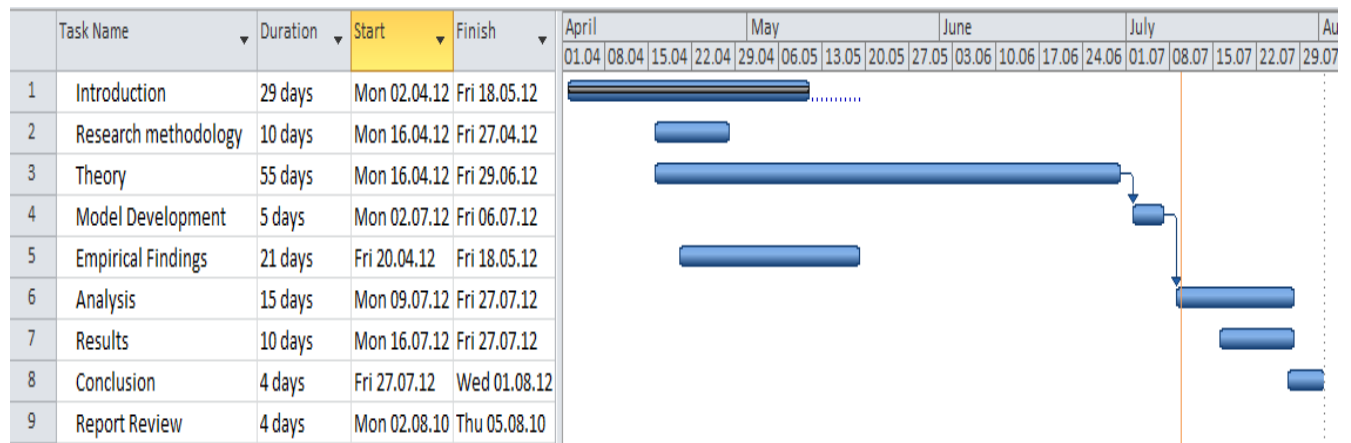 Task Name Duration Start Finish April May June July Au
01.04 08.04 15.04 22.04 29.04 06.05 13.05 20.05 27.05 03.06 10.06 17.06 24.06 01.07 08.07 15.07 22.07 29.07
1 Introduction 29 days Mon 02.04.12 Fri 18.05.12
2 Research methodology 10 days Mon 16.04.12 Fri 27.04.12
3 Theory 55 days Mon 16.04.12 Fri 29.06.12
4 Model Development 5 days Mon 02.07.12 Fri 06.07.12
5 Empirical Findings 21 days Fri 20.04.12 Fri 18.05.12
6 Analysis 15 days Mon 09.07.12 Fri 27.07.12
7 Results 10 days Mon 16.07.12 Fri 27.07.12
8 Conclusion 4 days Fri 27.07.12 Wed 01.08.12
9 Report Review 4 days Mon 02.08.10 Thu 05.08.10